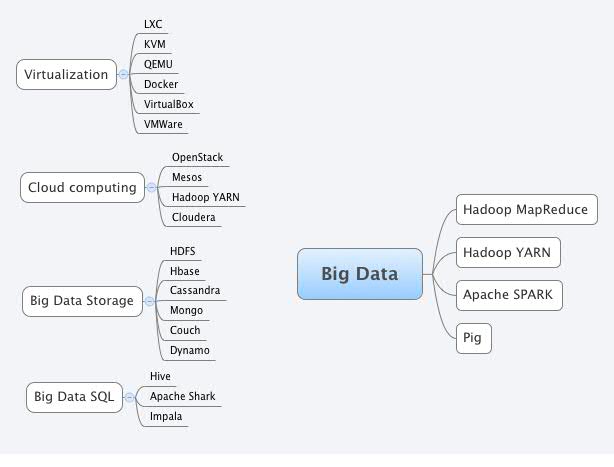 Virtualization
LXC
KVM
QEMU
Docker
VirtualBox
VMWare
Cloud computing
OpenStack
Mesos
Hadoop YARN
Cloudera
Big Data Storage
HDFS
Hbase
Cassandra
Mongo
Couch
Dynamo
Big Data SQL
Hive
Apache Shark
Impala
Big Data
Hadoop MapReduce
Hadoop YARN
Apache SPARK
Pig